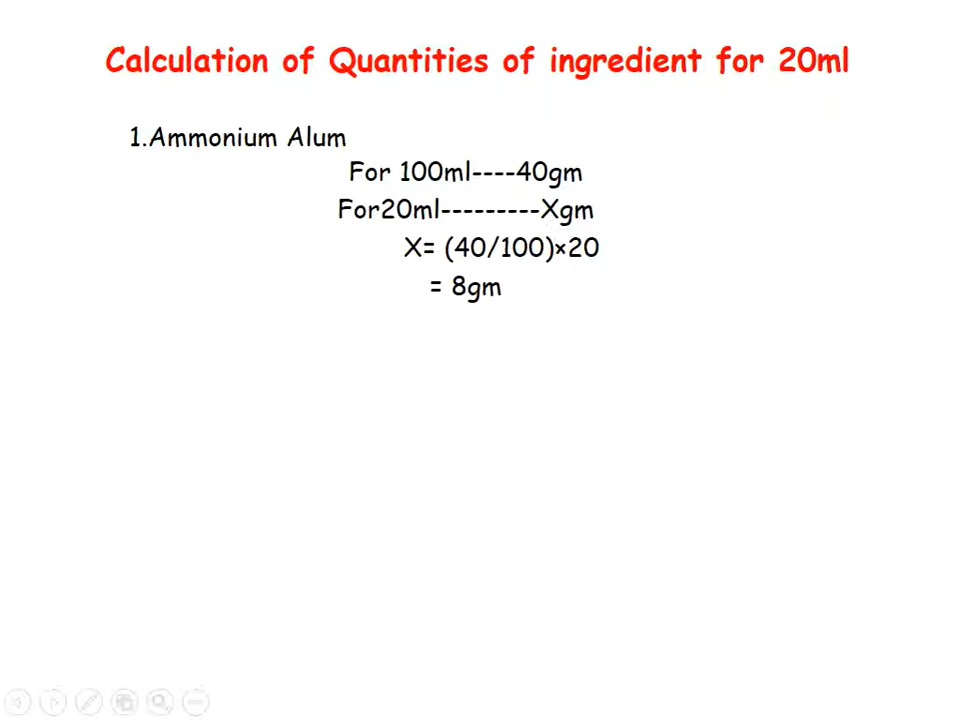 Calculation of Quantities of ingredient for 20ml
1.Ammonium Alum
For 100ml----40gm
For20ml---------Xgm
X= (40/100)×20
= 8gm